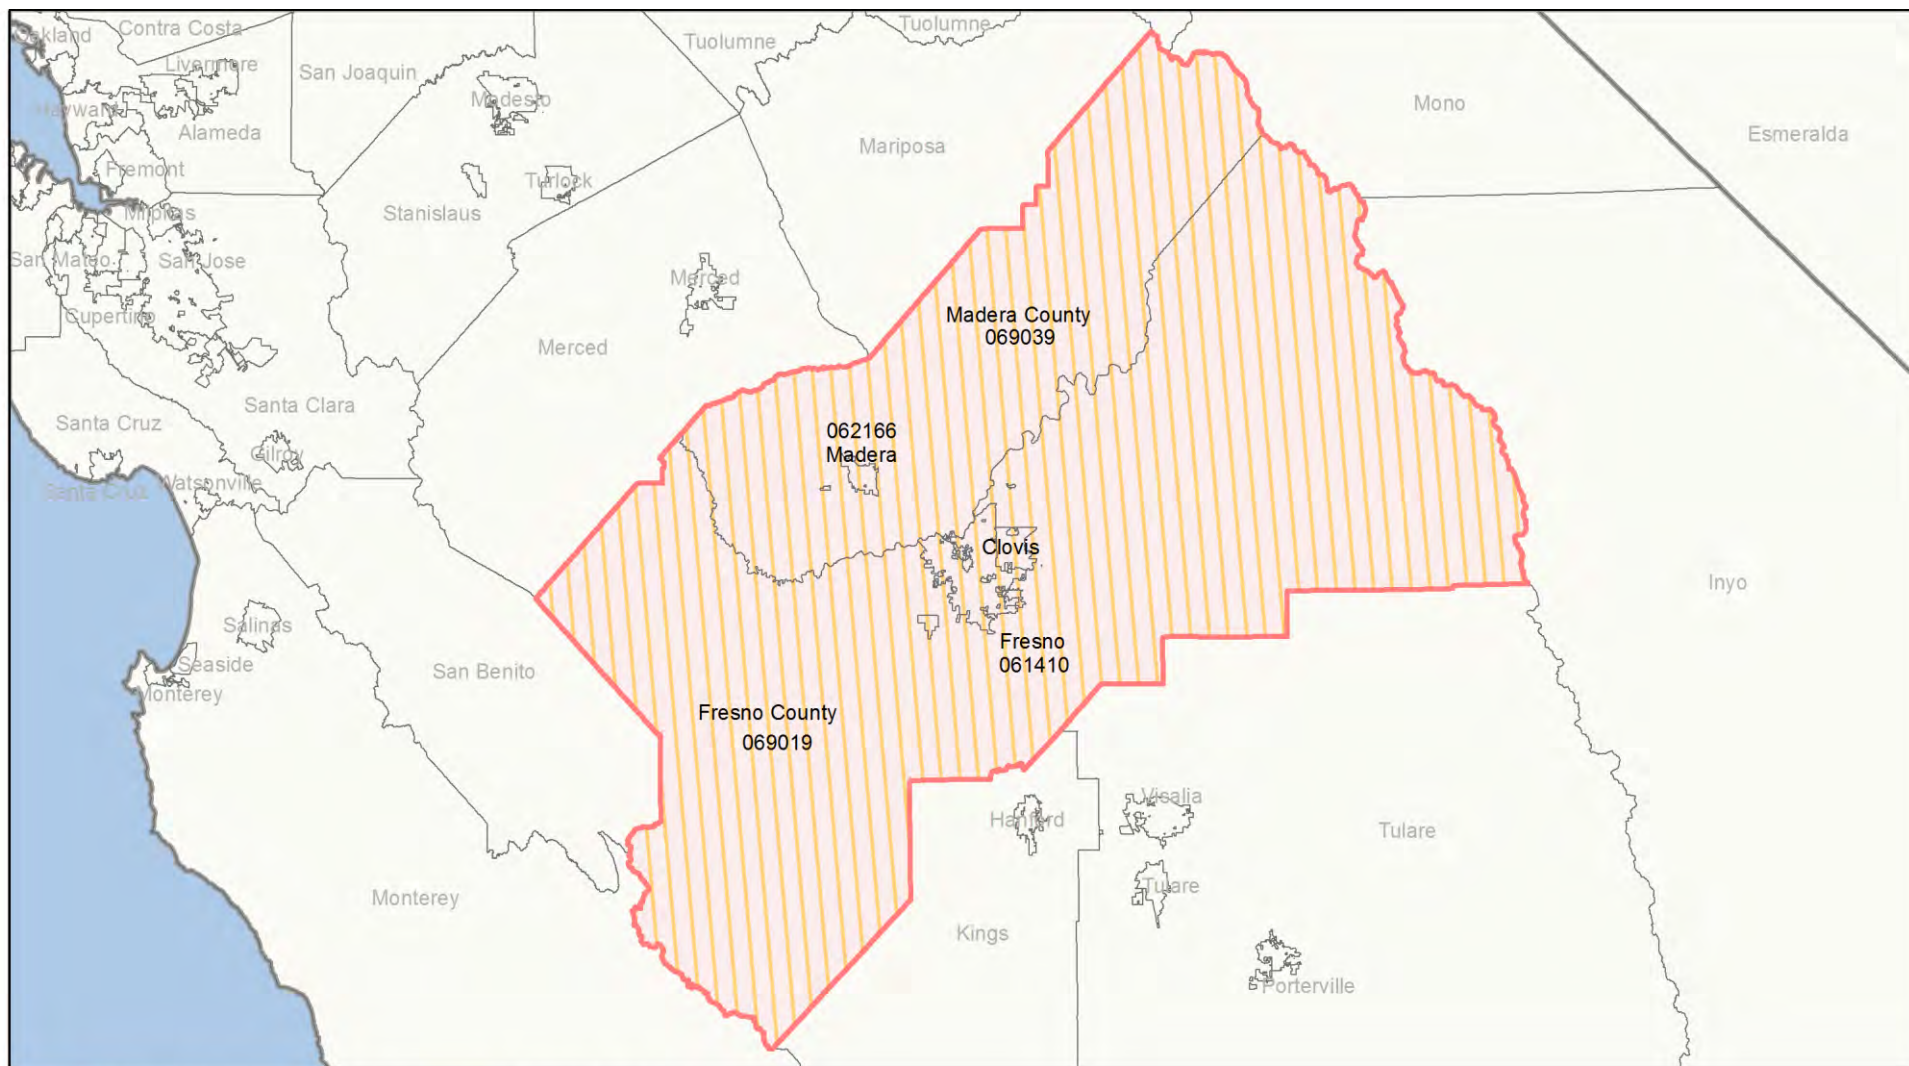 Contra Costa
Tuolumne
Oakland
Tuolumne
Livermore
San Joaquin
Modesto
Mono
Hayward
Alameda
Esmeralda
Mariposa
Fremont
Turlock
Milpitas
Stanislaus
San Mateo
San Jose
Merced
Cupertino
Madera County
069039
Merced
Santa Clara
Santa Cruz
062166
Madera
Gilroy
Watsonville
Santa Cruz
Clovis
Inyo
Salinas
Fresno
061410
Seaside
San Benito
Monterey
Fresno County
069019
Visalia
Hanford
Tulare
Tulare
Monterey
Kings
Porterville